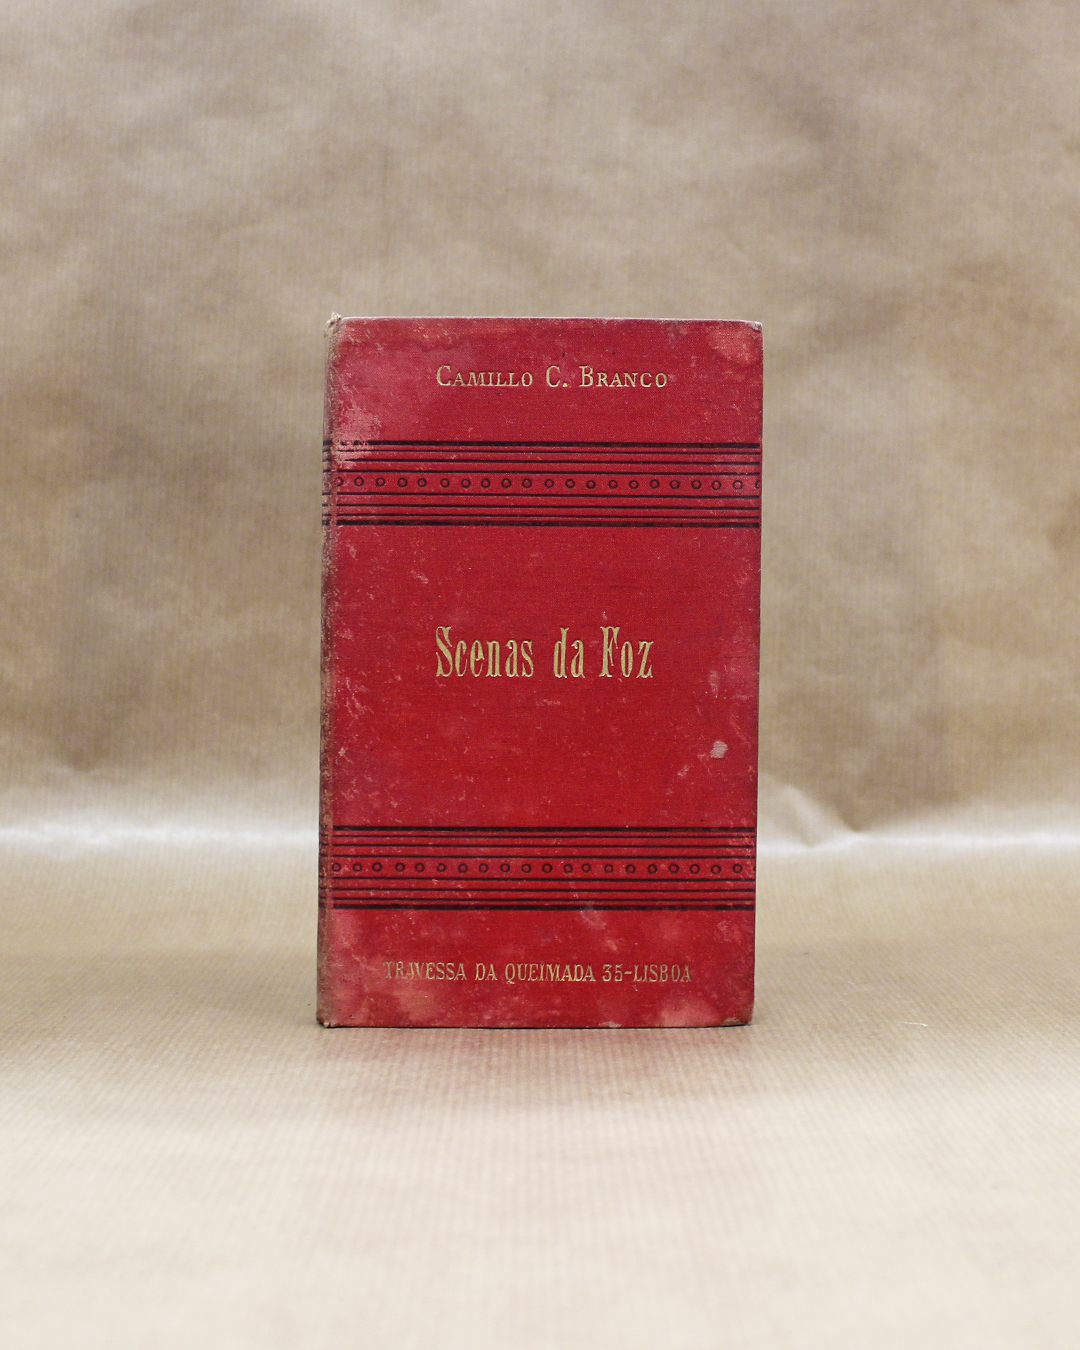 Camillo C. Branco
Scenas da Foz
TRAVESSA DA QUEIMADA 35-LISBOA